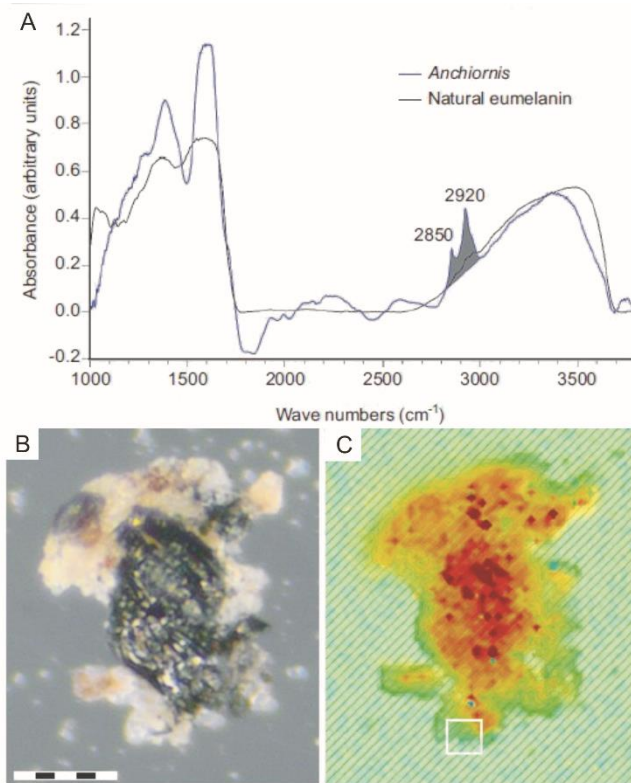 A
1.2
1.0
0.8
0.6
0.4
0.2
0.0
-0.2
Absorbance (arbitrary units)
Anchiornis
Natural eumelanin
2920
2850
1000 1500 2000 2500 3000 3500
Wave numbers (cm⁻¹)
B C